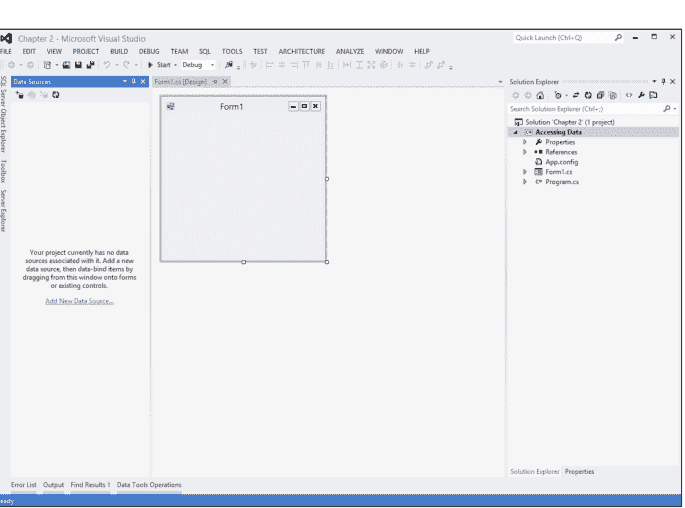 Chapter 2 - Microsoft Visual Studio
Quick Launch (Ctrl+Q)
FILE EDIT VIEW PROJECT BUILD DEBUG TEAM SQL TOOLS TEST ARCHITECTURE ANALYZE WINDOW HELP
Start Debug
SQL Server Object Explorer
Toolbox
Server Explorer
Data Sources
Form1.cs [Design]
Form1
Your project currently has no data
sources associated with it. Add a new
data source, then data-bind items by
dragging from this window onto forms
or existing controls.
Add New Data Source...
Solution Explorer
Search Solution Explorer (Ctrl+;)
Solution 'Chapter 2' (1 project)
C# Accessing Data
Properties
References
App.config
Form1.cs
C# Program.cs
Solution Explorer Properties
Error List Output Find Results 1 Data Tools Operations
eady